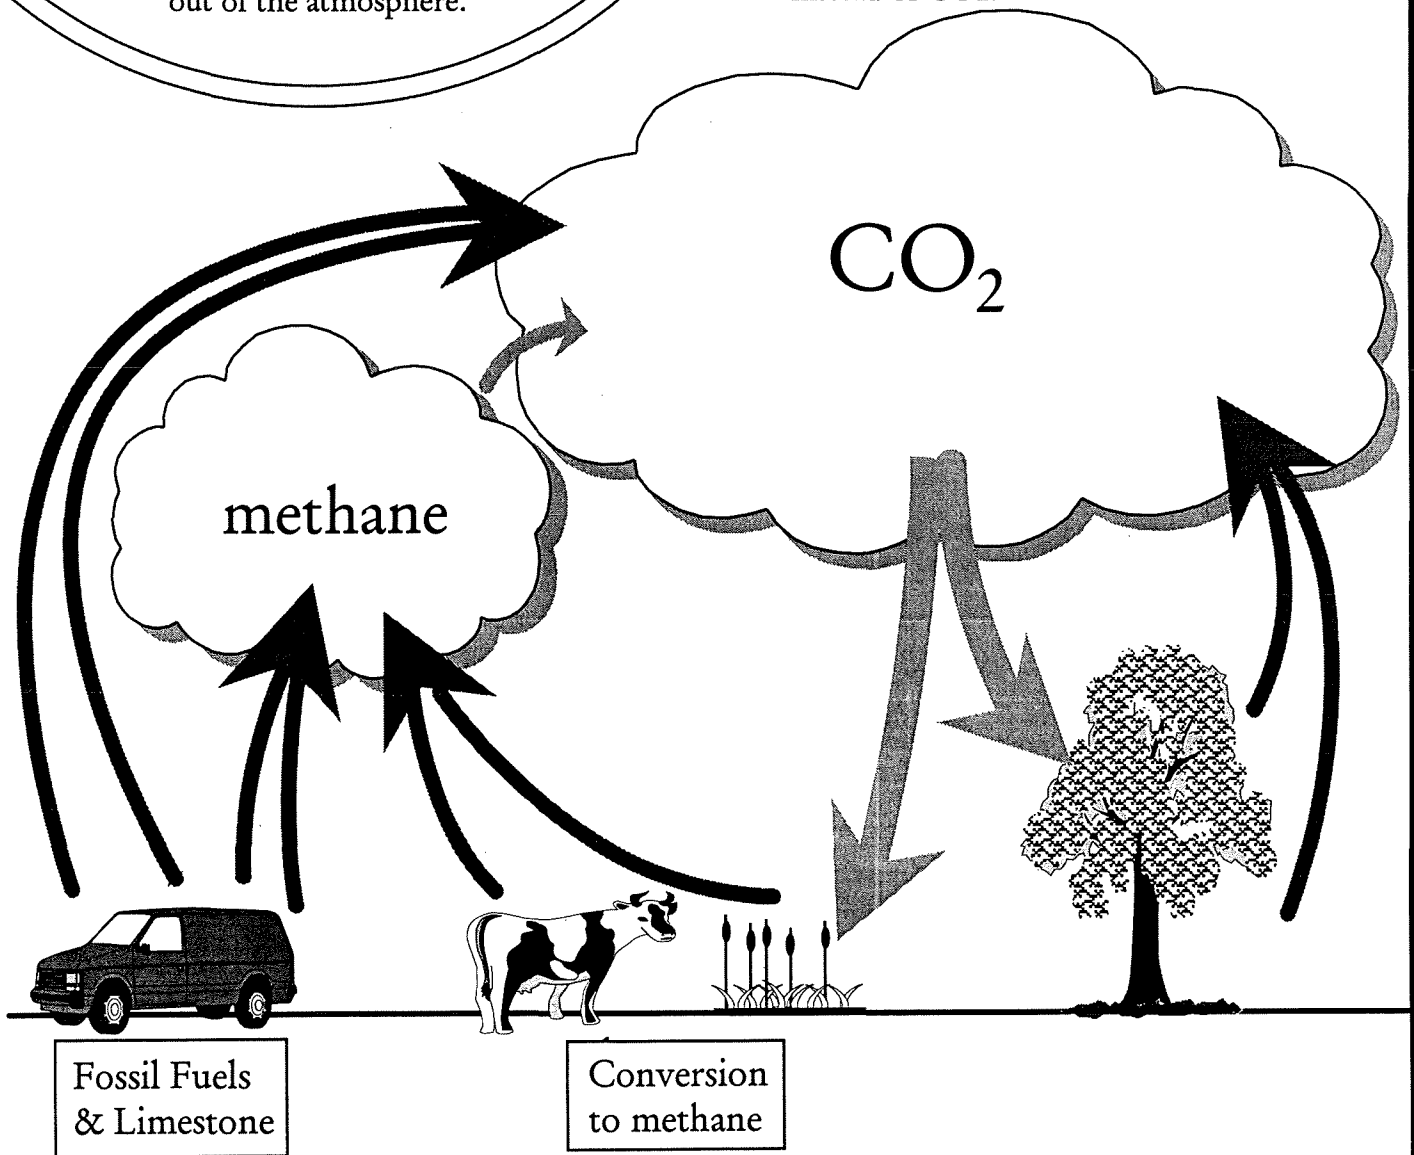 out of the atmosphere.
CO₂
methane
Fossil Fuels
& Limestone
Conversion
to methane